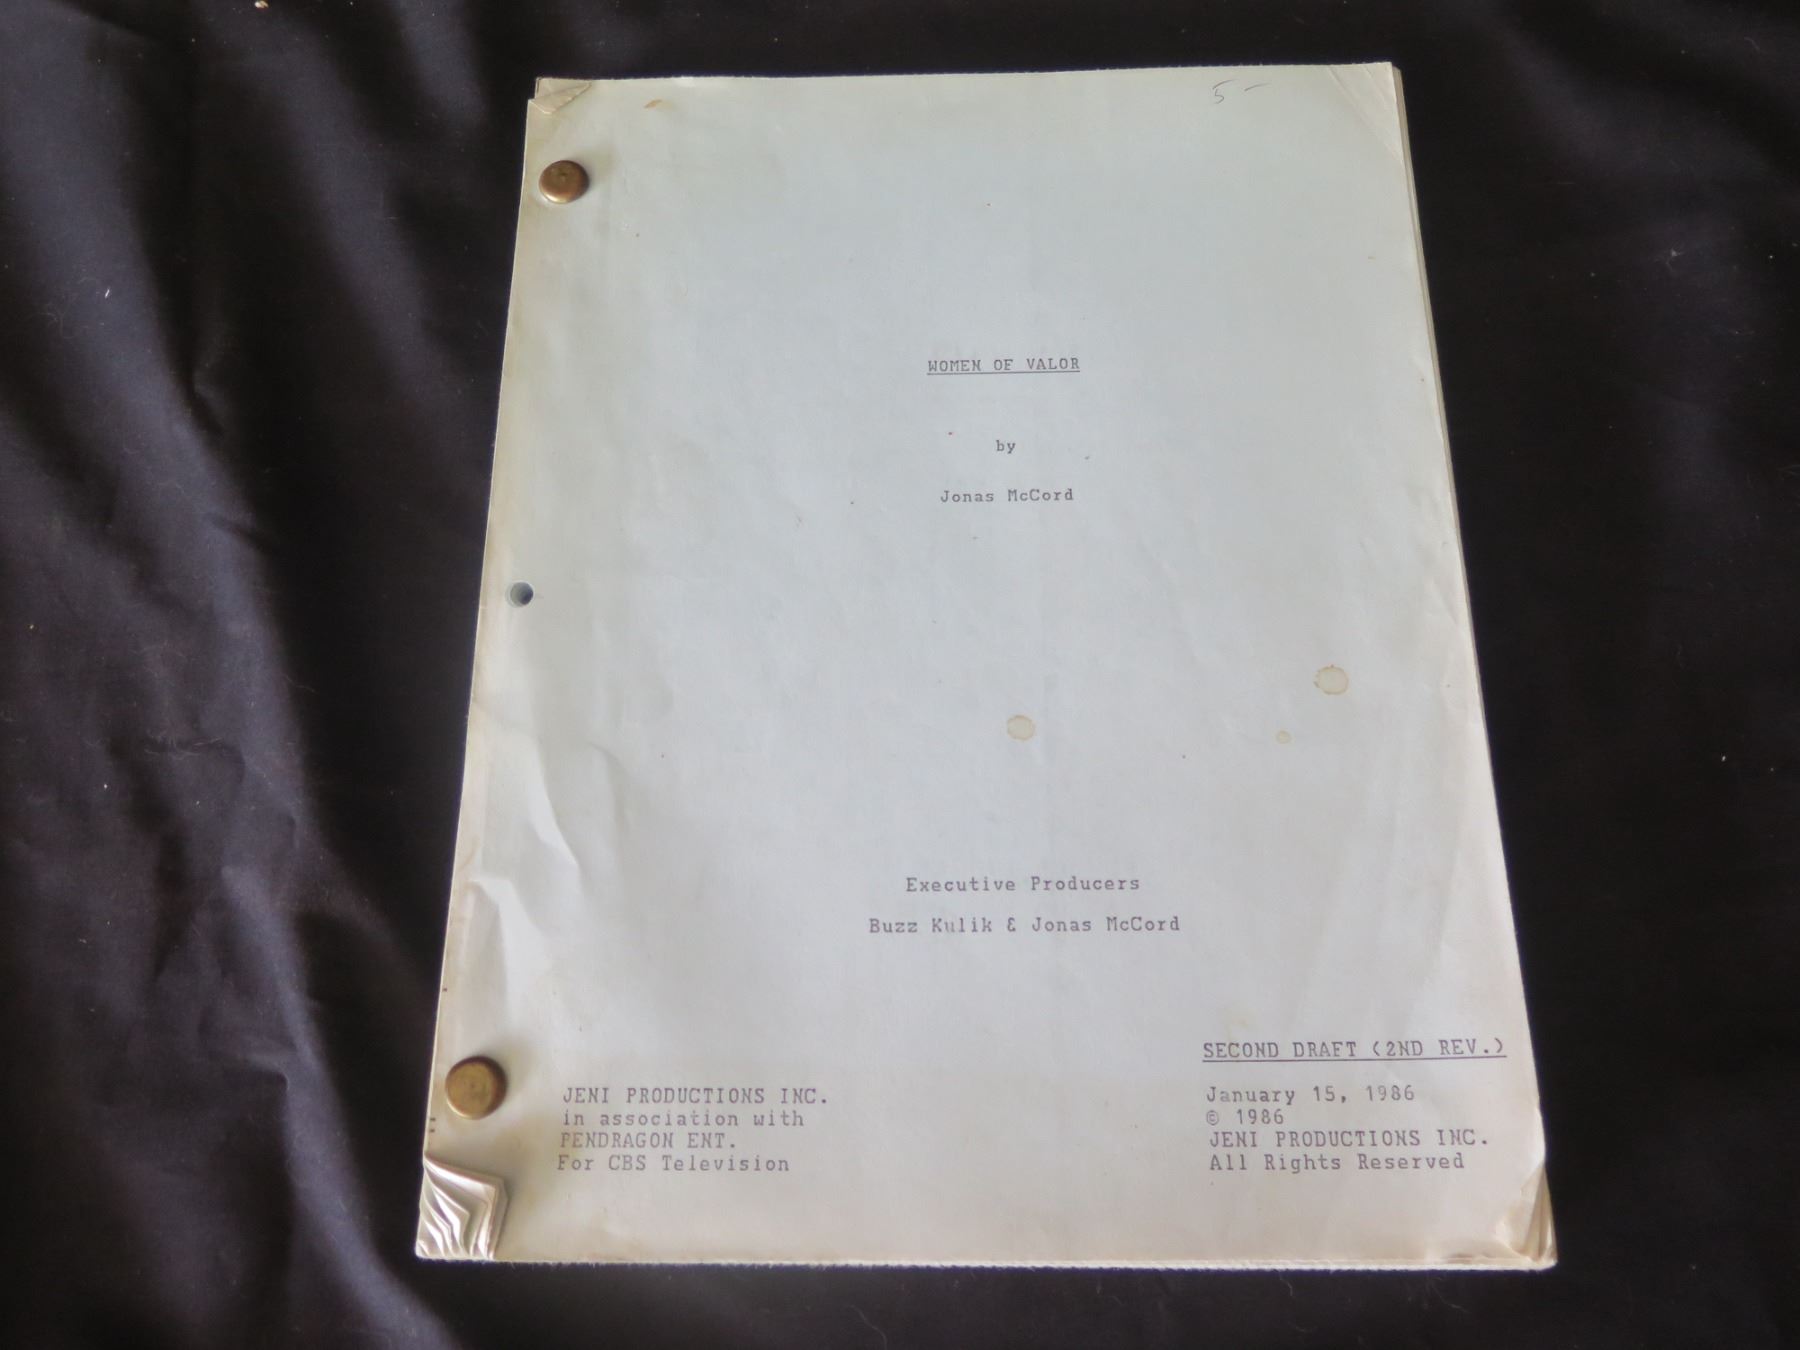 5-
WOMEN OF VALOR
by
Jonas McCord
Executive Producers
Buzz Kulik & Jonas McCord
JENI PRODUCTIONS INC.
in association with
PENDRAGON ENT.
For CBS Television
SECOND DRAFT (2ND REV.)
January 15, 1986
© 1986
JENI PRODUCTIONS INC.
All Rights Reserved